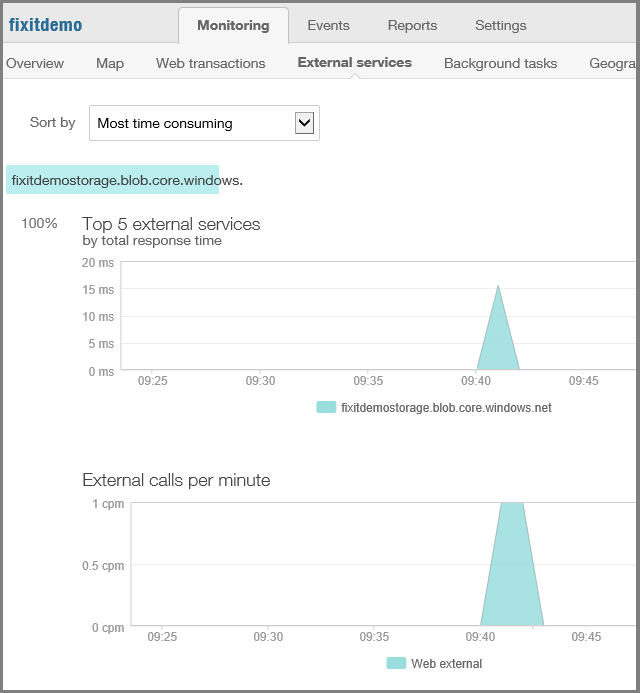 fixitdemo Monitoring Events Reports Settings
Overview Map Web transactions External services Background tasks Geogra
Sort by Most time consuming
fixitdemostorage.blob.core.windows.
100% Top 5 external services
by total response time
20 ms
15 ms
10 ms
5 ms
0 ms
09:25 09:30 09:35 09:40 09:45
fixitdemostorage.blob.core.windows.net
External calls per minute
1 cpm
0.5 cpm
0 cpm
09:25 09:30 09:35 09:40 09:45
Web external